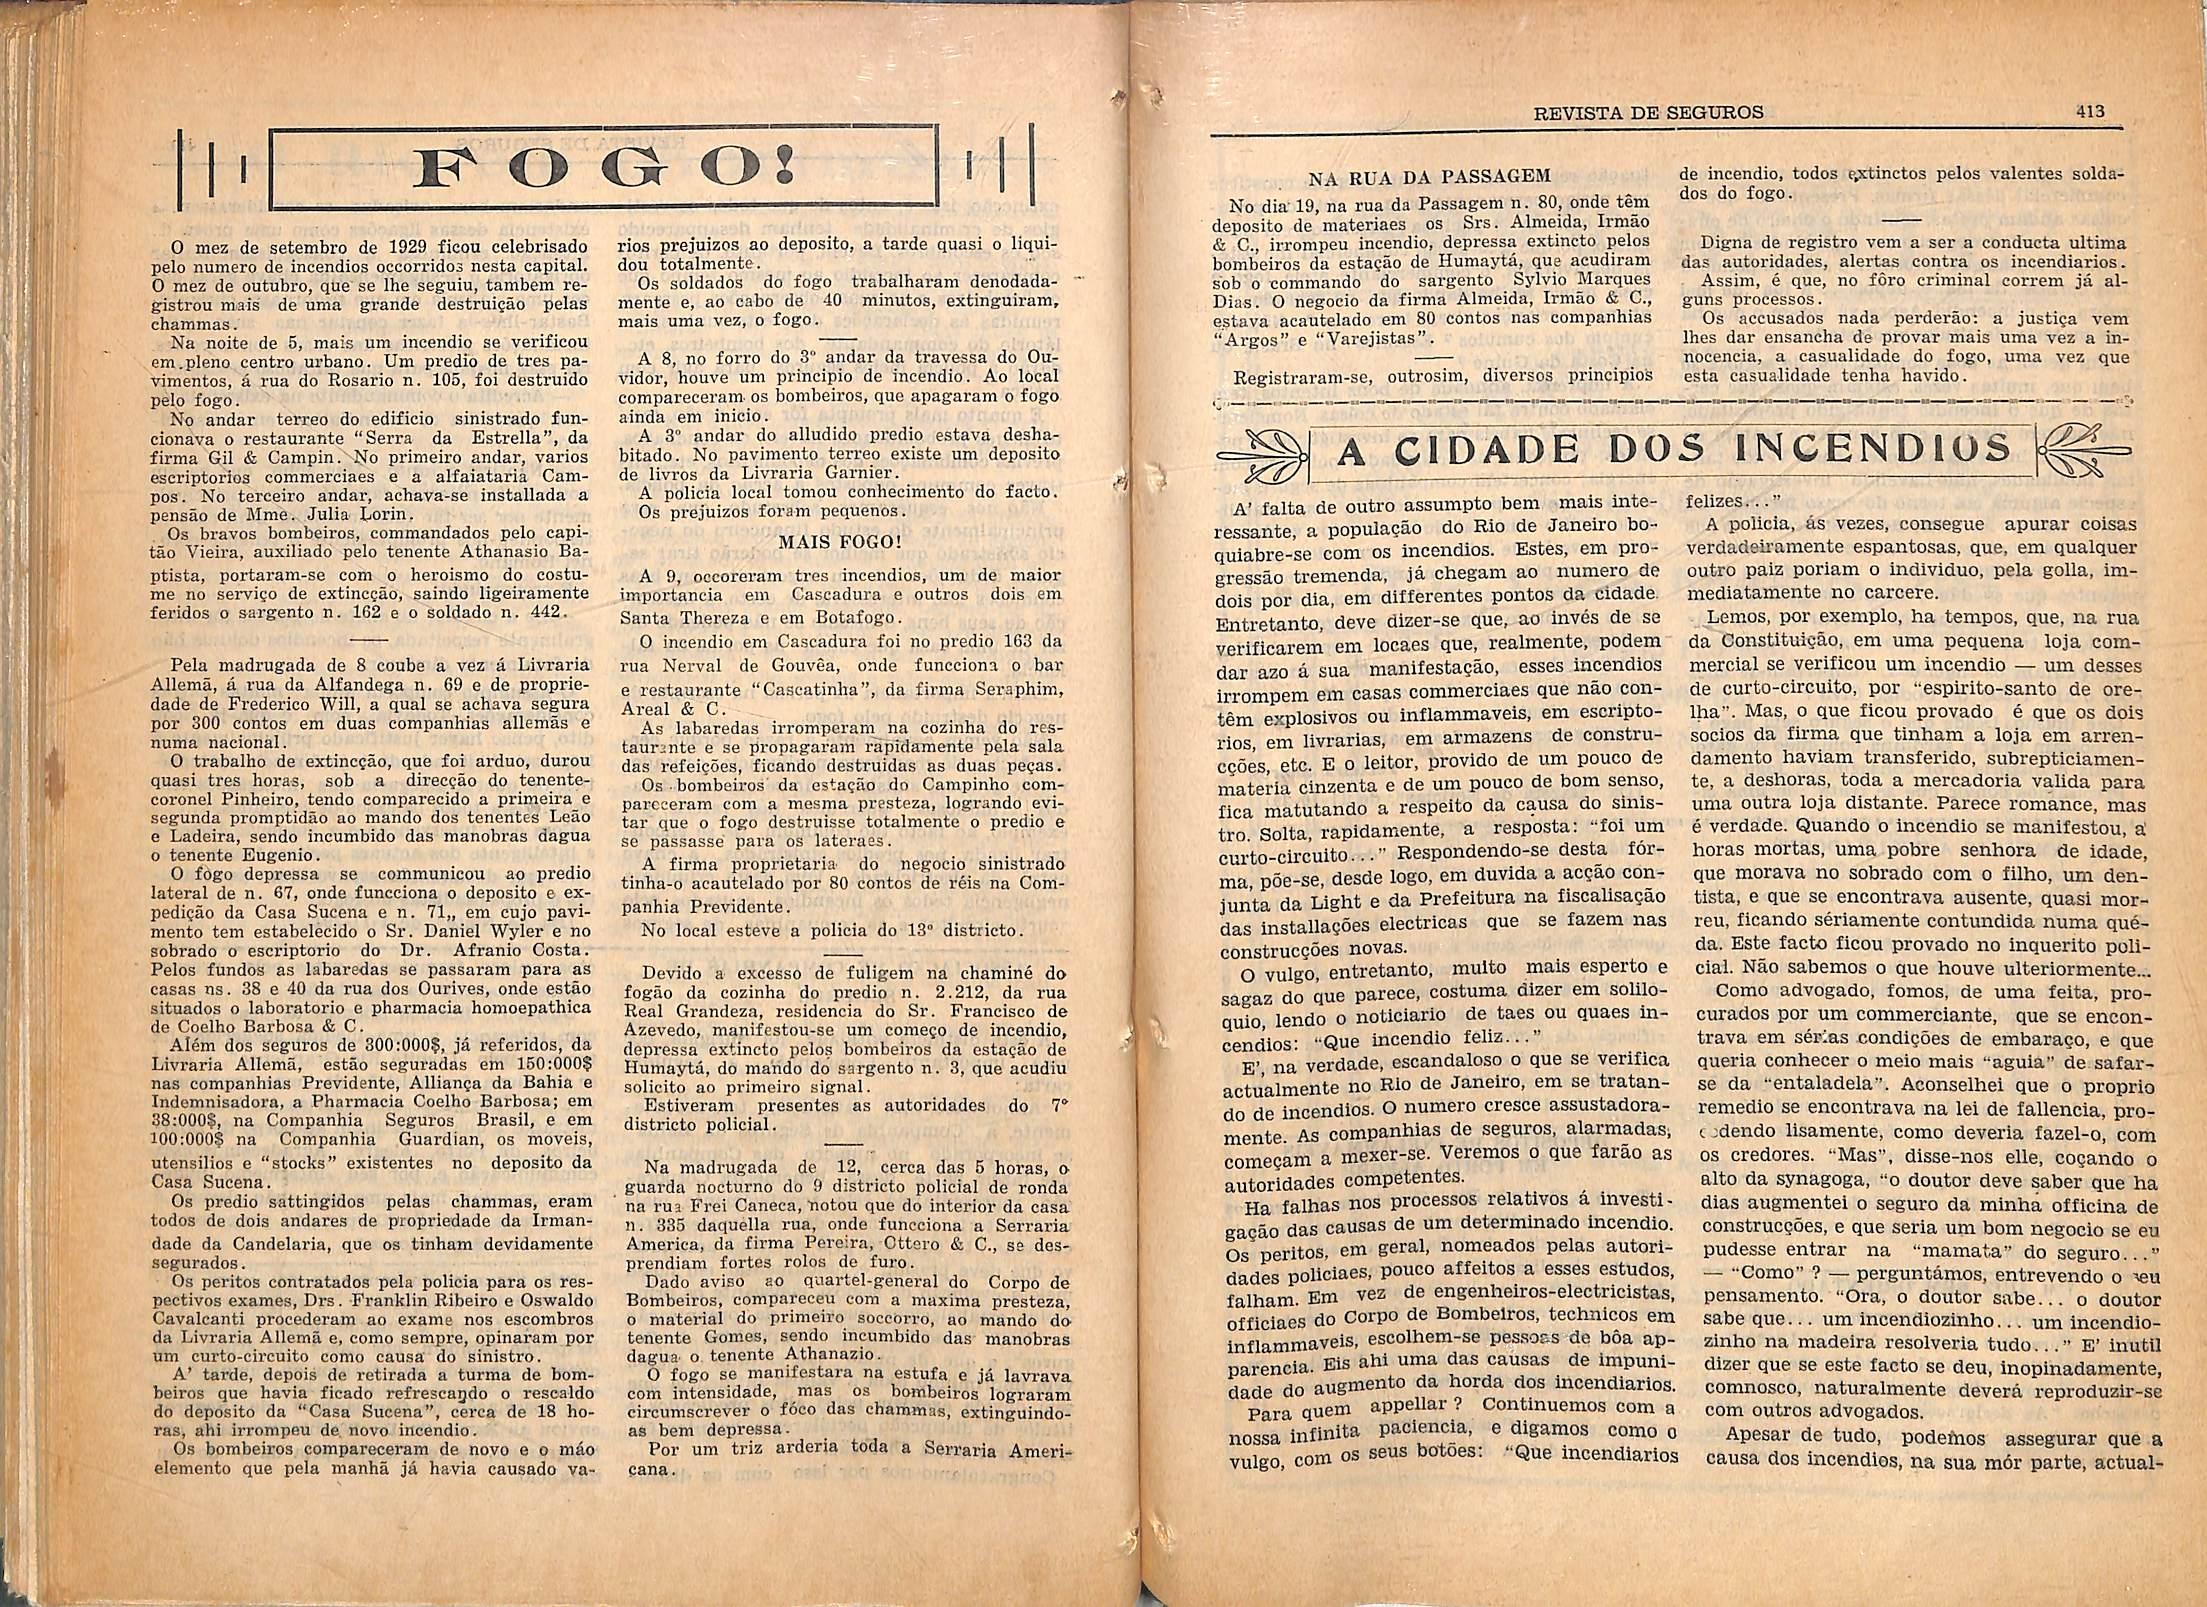 FOGO!
O mez de setembro de 1929 ficou celebrisado
pelo numero de incendios occorridos nesta capital.
O mez de outubro, que se lhe seguiu, tambem re-
gistrou mais de uma grande destruição pelas
chammas.
Na noite de 5, mais um incendio se verificou
em pleno centro urbano. Um predio de tres pa-
vimentos, á rua do Rosario n. 105, foi destruido
pelo fogo.
No andar terreo do edificio sinistrado fun-
cionava o restaurante "Serra da Estrella", da
firma Gil & Campin. No primeiro andar, varios
escriptorios commerciaes e a alfaiataria Cam-
pos. No terceiro andar, achava-se installada a
pensão de Mme. Julia Lorin.
Os bravos bombeiros, commandados pelo capi-
tão Vieira, auxiliado pelo tenente Athanasio Ba-
ptista, portaram-se com o heroismo do costu-
me no serviço de extincção, saindo ligeiramente
feridos o sargento n. 162 e o soldado n. 442.
Pela madrugada de 8 coube a vez á Livraria
Allemã, á rua da Alfandega n. 69 e de proprie-
dade de Frederico Will, a qual se achava segura
por 300 contos em duas companhias allemãs e
numa nacional.
O trabalho de extincção, que foi arduo, durou
quasi tres horas, sob a direcção do tenente-
coronel Pinheiro, tendo comparecido a primeira e
segunda promptidão ao mando dos tenentes Leão
e Ladeira, sendo incumbido das manobras dagua
o tenente Eugenio.
O fogo depressa se communicou ao predio
lateral de n. 67, onde funcciona o deposito e ex-
pedição da Casa Sucena e n. 71,, em cujo pavi-
mento tem estabelecido o Sr. Daniel Wyler e no
sobrado o escriptorio do Dr. Afranio Costa.
Pelos fundos as labaredas se passaram para as
casas ns. 38 e 40 da rua dos Ourives, onde estão
situados o laboratorio e pharmacia homoepathica
de Coelho Barbosa & C.
Além dos seguros de 300:000$, já referidos, da
Livraria Allemã, estão seguradas em 150:000$
nas companhias Previdente, Alliança da Bahia e
Indemnisadora, a Pharmacia Coelho Barbosa; em
38:000$, na Companhia Seguros Brasil, e em
100:000$ na Companhia Guardian, os moveis,
utensilios e "stocks" existentes no deposito da
Casa Sucena.
Os predio sattingidos pelas chammas, eram
todos de dois andares de propriedade da Irman-
dade da Candelaria, que os tinham devidamente
segurados.
Os peritos contratados pela policia para os res-
pectivos exames, Drs. Franklin Ribeiro e Oswaldo
Cavalcanti procederam ao exame nos escombros
da Livraria Allemã e, como sempre, opinaram por
um curto-circuito como causa do sinistro.
A' tarde, depois de retirada a turma de bom-
beiros que havia ficado refrescando o rescaldo
do deposito da "Casa Sucena", cerca de 18 ho-
ras, ahi irrompeu de novo incendio.
Os bombeiros compareceram de novo e o máo
elemento que pela manhã já havia causado va-
rios prejuizos ao deposito, a tarde quasi o liqui-
dou totalmente.
Os soldados do fogo trabalharam denodada-
mente e, ao cabo de 40 minutos, extinguiram,
mais uma vez, o fogo.
A 8, no forro do 3º andar da travessa do Ou-
vidor, houve um principio de incendio. Ao local
compareceram os bombeiros, que apagaram o fogo
ainda em inicio.
A 3º andar do alludido predio estava desha-
bitado. No pavimento terreo existe um deposito
de livros da Livraria Garnier.
A policia local tomou conhecimento do facto.
Os prejuizos foram pequenos.
MAIS FOGO!
A 9, occoreram tres incendios, um de maior
importancia em Cascadura e outros dois em
Santa Thereza e em Botafogo.
O incendio em Cascadura foi no predio 163 da
rua Nerval de Gouvêa, onde funcciona o bar
e restaurante "Cascatinha", da firma Seraphim,
Areal & C.
As labaredas irromperam na cozinha do res-
taurante e se propagaram rapidamente pela sala
das refeições, ficando destruidas as duas peças.
Os bombeiros da estação do Campinho com-
pareceram com a mesma presteza, logrando evi-
tar que o fogo destruisse totalmente o predio e
se passasse para os lateraes.
A firma proprietaria do negocio sinistrado
tinha-o acautelado por 80 contos de réis na Com-
panhia Previdente.
No local esteve a policia do 13º districto.
Devido a excesso de fuligem na chaminé do
fogão da cozinha do predio n. 2.212, da rua
Real Grandeza, residencia do Sr. Francisco de
Azevedo, manifestou-se um começo de incendio,
depressa extincto pelos bombeiros da estação de
Humaytá, do mando do sargento n. 3, que acudiu
solicito ao primeiro signal.
Estiveram presentes as autoridades do 7º
districto policial.
Na madrugada de 12, cerca das 5 horas, o
guarda nocturno do 9 districto policial de ronda
na rua Frei Caneca, notou que do interior da casa
n. 335 daquella rua, onde funcciona a Serraria
America, da firma Pereira, Ottero & C., se des-
prendiam fortes rolos de furo.
Dado aviso ao quartel-general do Corpo de
Bombeiros, compareceu com a maxima presteza,
o material do primeiro soccorro, ao mando do
tenente Gomes, sendo incumbido das manobras
dagua o tenente Athanazio.
O fogo se manifestara na estufa e já lavrava
com intensidade, mas os bombeiros lograram
circumscrever o fóco das chammas, extinguindo-
as bem depressa.
Por um triz arderia toda a Serraria Ameri-
cana.
REVISTA DE SEGUROS 413
NA RUA DA PASSAGEM
No dia 19, na rua da Passagem n. 80, onde têm
deposito de materiaes os Srs. Almeida, Irmão
& C., irrompeu incendio, depressa extincto pelos
bombeiros da estação de Humaytá, que acudiram
sob o commando do sargento Sylvio Marques
Dias. O negocio da firma Almeida, Irmão & C.,
estava acautelado em 80 contos nas companhias
"Argos" e "Varejistas".
Registraram-se, outrosim, diversos principios
de incendio, todos extinctos pelos valentes solda-
dos do fogo.
Digna de registro vem a ser a conducta ultima
das autoridades, alertas contra os incendiarios.
Assim, é que, no fôro criminal correm já al-
guns processos.
Os accusados nada perderão: a justiça vem
lhes dar ensancha de provar mais uma vez a in-
nocencia, a casualidade do fogo, uma vez que
esta casualidade tenha havido.
A CIDADE DOS INCENDIOS
A' falta de outro assumpto bem mais inte-
ressante, a população do Rio de Janeiro bo-
quiabre-se com os incendios. Estes, em pro-
gressão tremenda, já chegam ao numero de
dois por dia, em differentes pontos da cidade.
Entretanto, deve dizer-se que, ao invés de se
verificarem em locaes que, realmente, podem
dar azo á sua manifestação, esses incendios
irrompem em casas commerciaes que não con-
têm explosivos ou inflammaveis, em escripto-
rios, em livrarias, em armazens de constru-
cções, etc. E o leitor, provido de um pouco de
materia cinzenta e de um pouco de bom senso,
fica matutando a respeito da causa do sinis-
tro. Solta, rapidamente, a resposta: "foi um
curto-circuito..." Respondendo-se desta fór-
ma, põe-se, desde logo, em duvida a acção con-
junta da Light e da Prefeitura na fiscalisação
das installações electricas que se fazem nas
construcções novas.
O vulgo, entretanto, muito mais esperto e
sagaz do que parece, costuma dizer em solilo-
quio, lendo o noticiario de taes ou quaes in-
cendios: "Que incendio feliz..."
E', na verdade, escandaloso o que se verifica
actualmente no Rio de Janeiro, em se tratan-
do de incendios. O numero cresce assustadora-
mente. As companhias de seguros, alarmadas,
começam a mexer-se. Veremos o que farão as
autoridades competentes.
Ha falhas nos processos relativos á investi-
gação das causas de um determinado incendio.
Os peritos, em geral, nomeados pelas autori-
dades policiaes, pouco affeitos a esses estudos,
falham. Em vez de engenheiros-electricistas,
officiaes do Corpo de Bombeiros, technicos em
inflammaveis, escolhem-se pessoas de bôa ap-
parencia. Eis ahi uma das causas de impuni-
dade do augmento da horda dos incendiarios.
Para quem appellar? Continuemos com a
nossa infinita paciencia, e digamos como o
vulgo, com os seus botões: "Que incendiarios
felizes..."
A policia, ás vezes, consegue apurar coisas
verdadeiramente espantosas, que, em qualquer
outro paiz poriam o individuo, pela golla, im-
mediatamente no carcere.
Lemos, por exemplo, ha tempos, que, na rua
da Constituição, em uma pequena loja com-
mercial se verificou um incendio — um desses
de curto-circuito, por "espirito-santo de ore-
lha". Mas, o que ficou provado é que os dois
socios da firma que tinham a loja em arren-
damento haviam transferido, subrepticiamen-
te, a deshoras, toda a mercadoria valida para
uma outra loja distante. Parece romance, mas
é verdade. Quando o incendio se manifestou, a
horas mortas, uma pobre senhora de idade,
que morava no sobrado com o filho, um den-
tista, e que se encontrava ausente, quasi mor-
reu, ficando sériamente contundida numa qué-
da. Este facto ficou provado no inquerito poli-
cial. Não sabemos o que houve ulteriormente...
Como advogado, fomos, de uma feita, pro-
curados por um commerciante, que se encon-
trava em sérias condições de embaraço, e que
queria conhecer o meio mais "aguia" de safar-
se da "entaladela". Aconselhei que o proprio
remedio se encontrava na lei de fallencia, pro-
cedendo lisamente, como deveria fazel-o, com
os credores. "Mas", disse-nos elle, coçando o
alto da synagoga, "o doutor deve saber que ha
dias augmentei o seguro da minha officina de
construcções, e que seria um bom negocio se eu
pudesse entrar na "mamata" do seguro..."
— "Como"? — perguntámos, entrevendo o seu
pensamento. "Ora, o doutor sabe... o doutor
sabe que... um incendiozinho... um incendio-
zinho na madeira resolveria tudo..." E' inutil
dizer que se este facto se deu, inopinadamente,
comnosco, naturalmente deverá reproduzir-se
com outros advogados.
Apesar de tudo, podemos assegurar que a
causa dos incendios, na sua mór parte, actual-